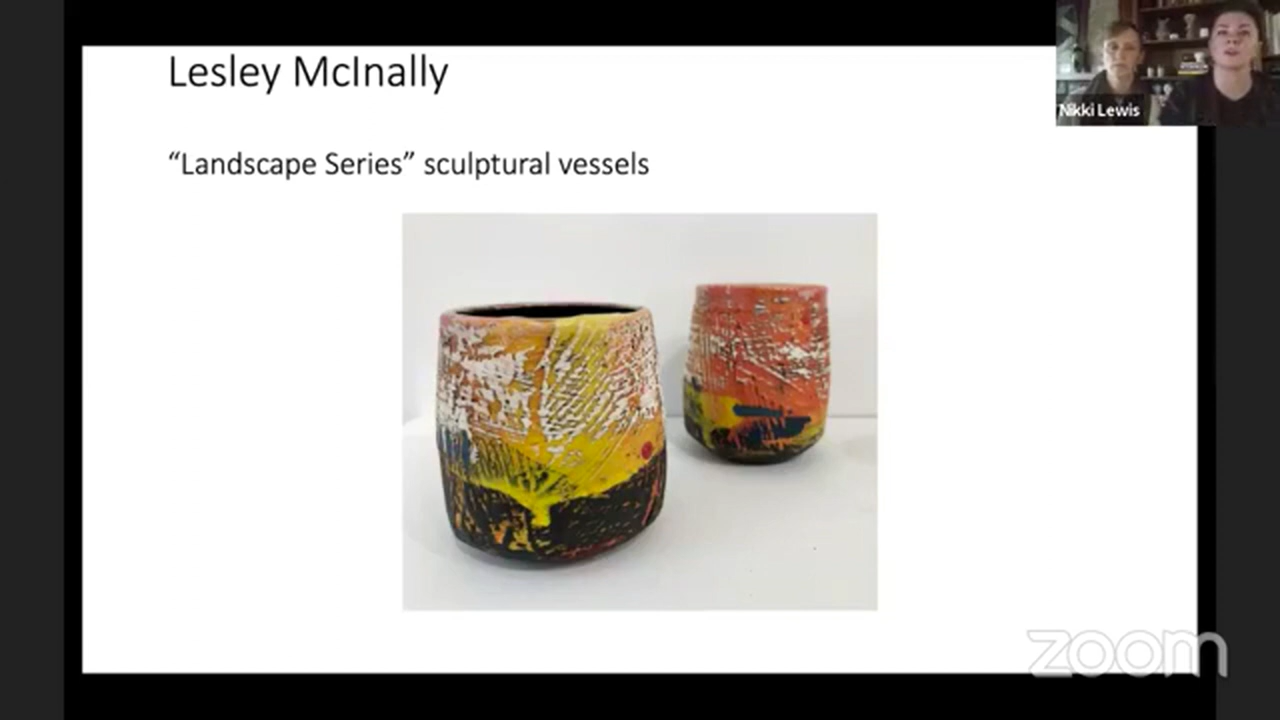 Lesley McInally
“Landscape Series” sculptural vessels
Nikki Lewis
zoom